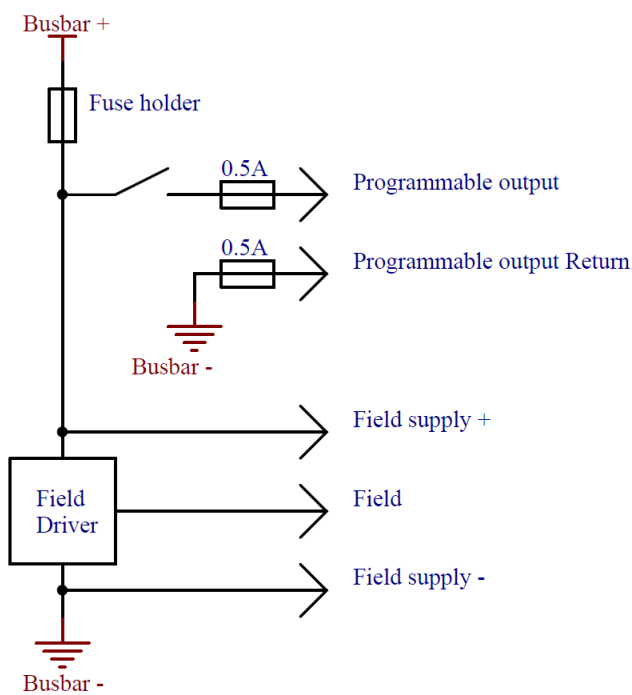 Busbar +
Fuse holder
0.5A
Programmable output
0.5A
Programmable output Return
Busbar -
Field supply +
Field
Driver
Field
Field supply -
Busbar -